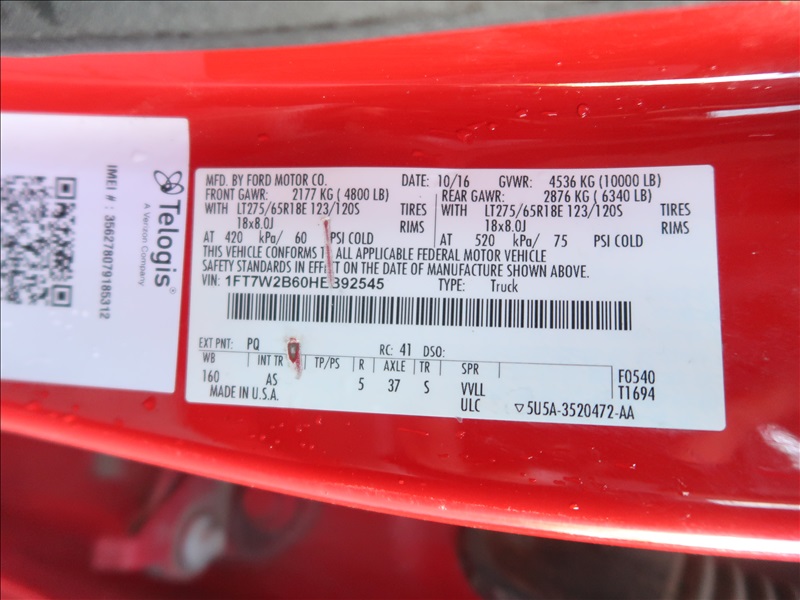 IMEI # : 356278079185312
Telogis®
A Verizon Company
MFD. BY FORD MOTOR CO. DATE: 10/16 GVWR: 4536 KG (10000 LB)
FRONT GAWR: 2177 KG ( 4800 LB) REAR GAWR: 2876 KG ( 6340 LB)
WITH LT275/65R18E 123/120S TIRES WITH LT275/65R18E 123/120S TIRES
18x8.0J RIMS 18x8.0J RIMS
AT 420 kPa/ 60 PSI COLD AT 520 kPa/ 75 PSI COLD
THIS VEHICLE CONFORMS TO ALL APPLICABLE FEDERAL MOTOR VEHICLE
SAFETY STANDARDS IN EFFECT ON THE DATE OF MANUFACTURE SHOWN ABOVE.
VIN: 1FT7W2B60HEB92545 TYPE: Truck
EXT PNT: PQ RC: 41 DSO:
WB INT TR TP/PS R AXLE TR SPR F0540
160 AS 5 37 S VVLL T1694
MADE IN U.S.A. ULC ▽5U5A-3520472-AA